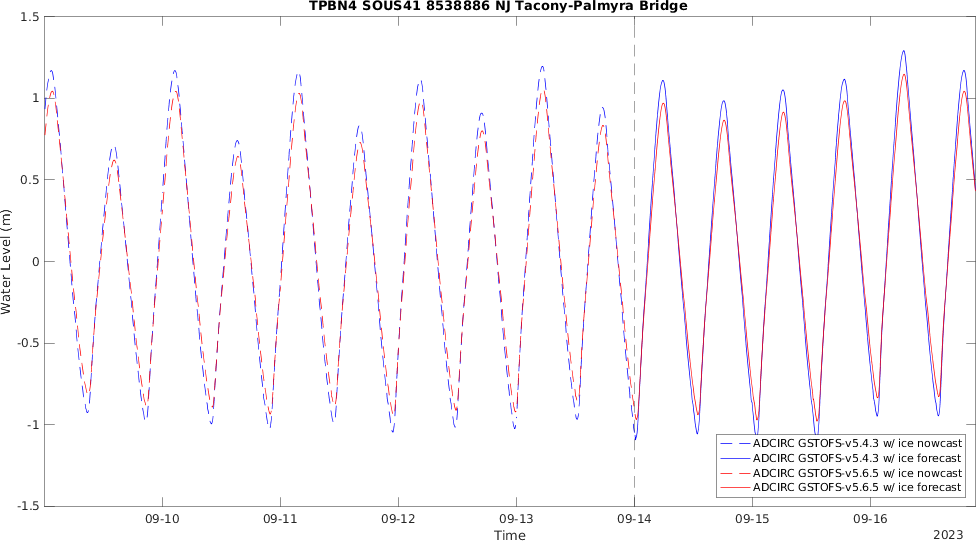 TPBN4 SOUS41 8538886 NJ Tacony-Palmyra Bridge
1.5
1
0.5
0
-0.5
-1
-1.5
Water Level (m)
ADCIRC GSTOFS-v5.4.3 w/ ice nowcast
ADCIRC GSTOFS-v5.4.3 w/ ice forecast
ADCIRC GSTOFS-v5.6.5 w/ ice nowcast
ADCIRC GSTOFS-v5.6.5 w/ ice forecast
09-10 09-11 09-12 09-13 09-14 09-15 09-16
Time
2023